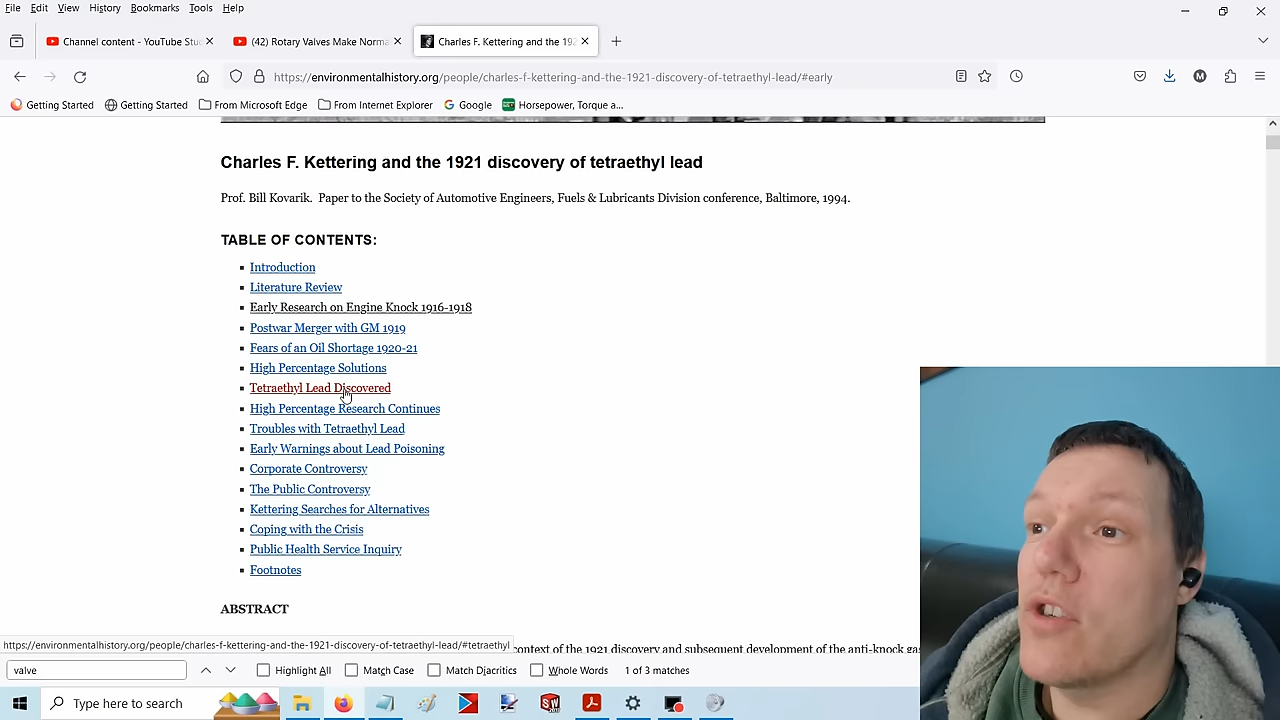 File Edit View History Bookmarks Tools Help
Channel content - YouTube Stu
(42) Rotary Valves Make Norma
Charles F. Kettering and the 192
https://environmentalhistory.org/people/charles-f-kettering-and-the-1921-discovery-of-tetraethyl-lead/#early
M
Getting Started Getting Started From Microsoft Edge From Internet Explorer Google Horsepower, Torque a...
Charles F. Kettering and the 1921 discovery of tetraethyl lead
Prof. Bill Kovarik. Paper to the Society of Automotive Engineers, Fuels & Lubricants Division conference, Baltimore, 1994.
TABLE OF CONTENTS:
Introduction
Literature Review
Early Research on Engine Knock 1916-1918
Postwar Merger with GM 1919
Fears of an Oil Shortage 1920-21
High Percentage Solutions
Tetraethyl Lead Discovered
High Percentage Research Continues
Troubles with Tetraethyl Lead
Early Warnings about Lead Poisoning
Corporate Controversy
The Public Controversy
Kettering Searches for Alternatives
Coping with the Crisis
Public Health Service Inquiry
Footnotes
ABSTRACT
https://environmentalhistory.org/people/charles-f-kettering-and-the-1921-discovery-of-tetraethyl-lead/#tetraethyl
context of the 1921 discovery and subsequent development of the anti-knock gas
valve Highlight All Match Case Match Diacritics Whole Words 1 of 3 matches
Type here to search